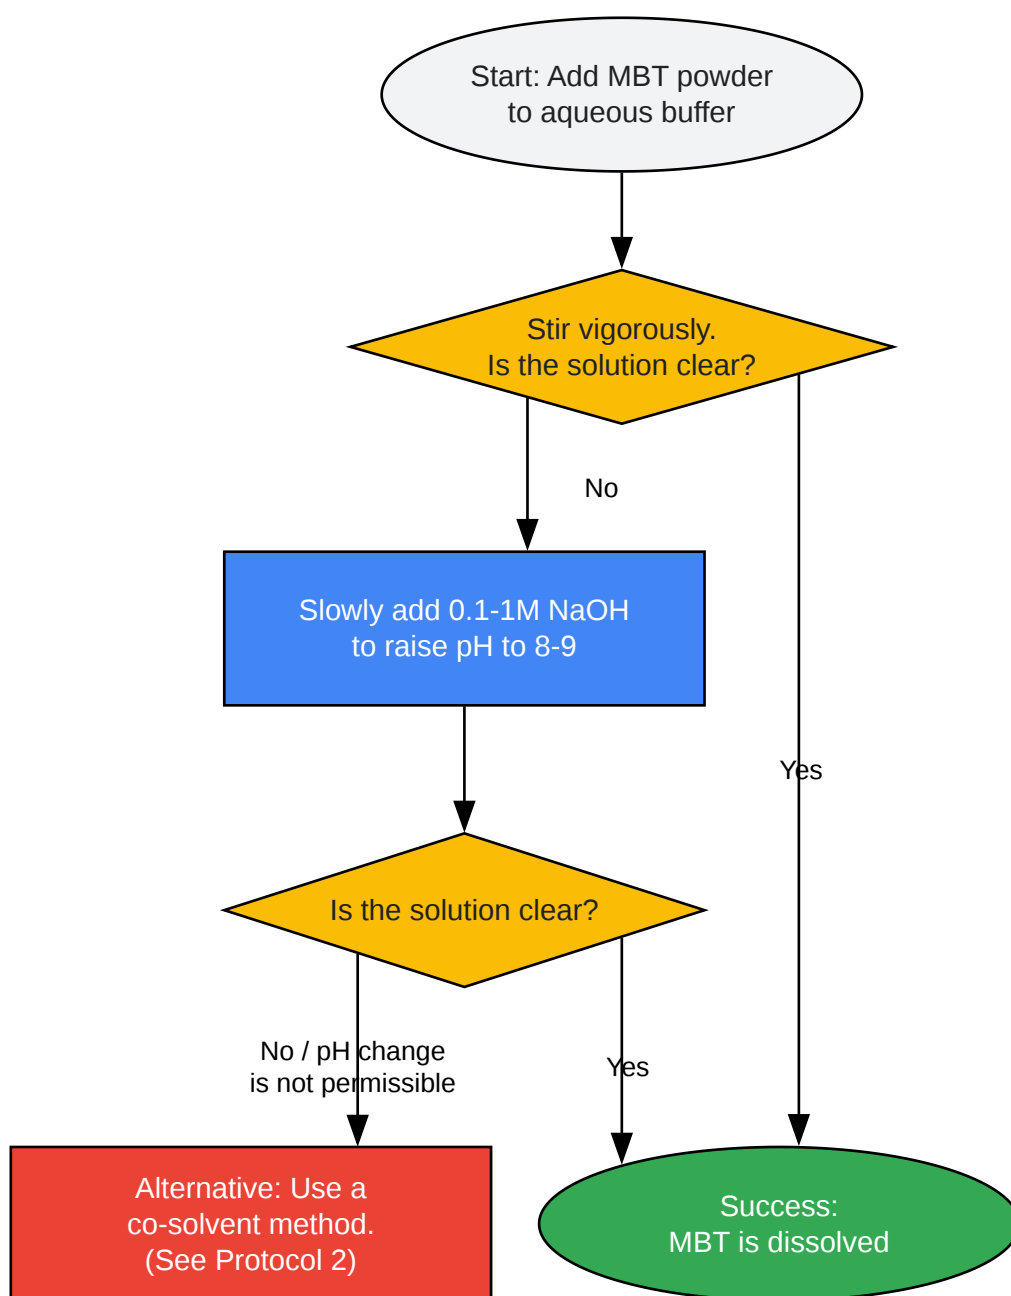 Start: Add MBT powder
to aqueous buffer
Stir vigorously.
Is the solution clear?
No
Slowly add 0.1-1M NaOH
to raise pH to 8-9
Yes
Is the solution clear?
No / pH change
is not permissible
Yes
Alternative: Use a
co-solvent method.
(See Protocol 2)
Success:
MBT is dissolved